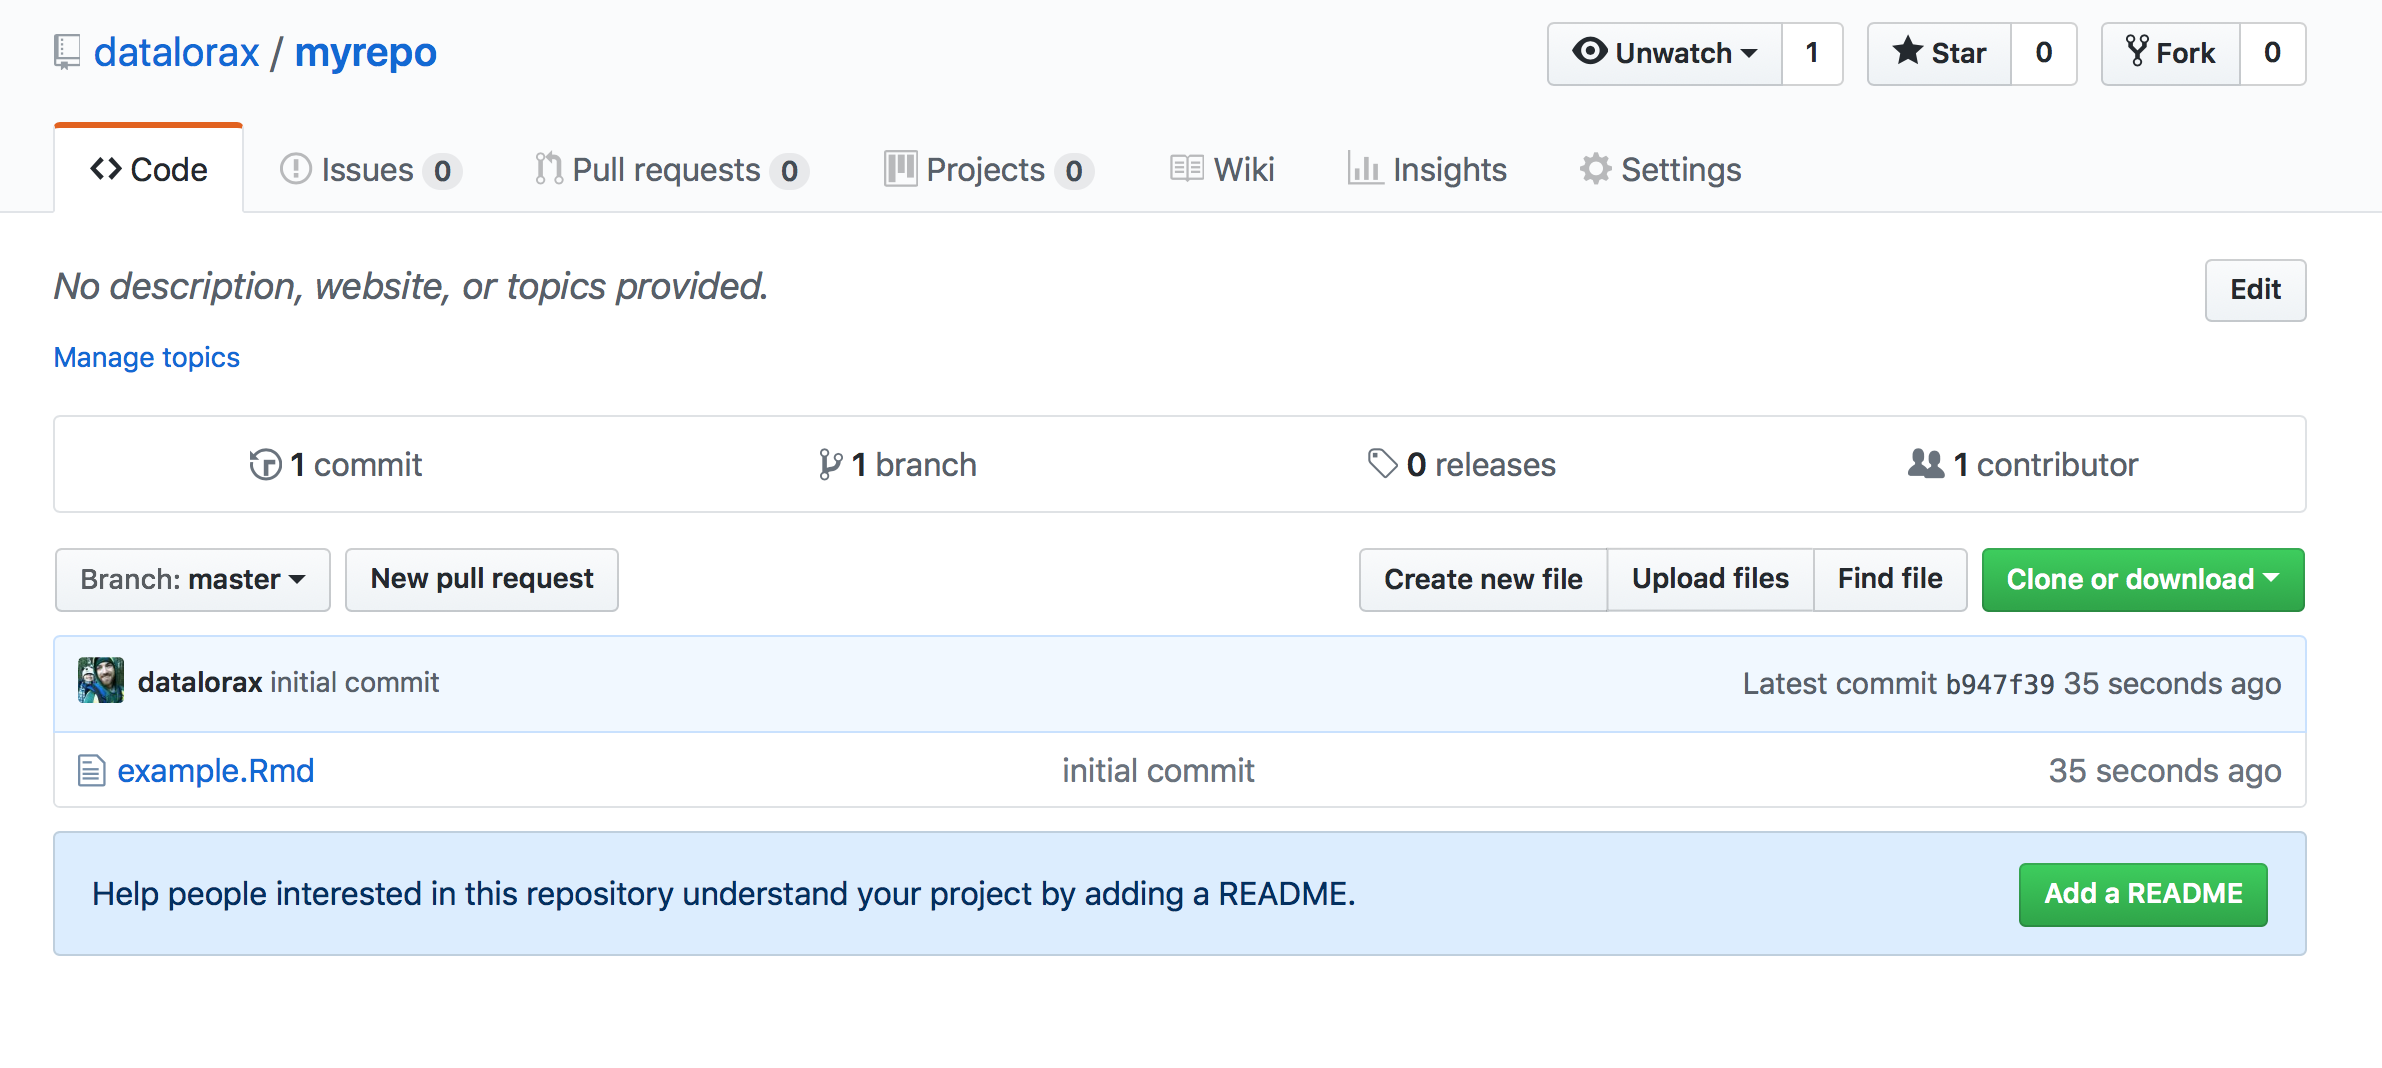 datalorax / myrepo
Unwatch 1 Star 0 Fork 0
Code Issues 0 Pull requests 0 Projects 0 Wiki Insights Settings
No description, website, or topics provided. Edit
Manage topics
1 commit 1 branch 0 releases 1 contributor
Branch: master New pull request Create new file Upload files Find file Clone or download
datalorax initial commit Latest commit b947f39 35 seconds ago
example.Rmd initial commit 35 seconds ago
Help people interested in this repository understand your project by adding a README. Add a README